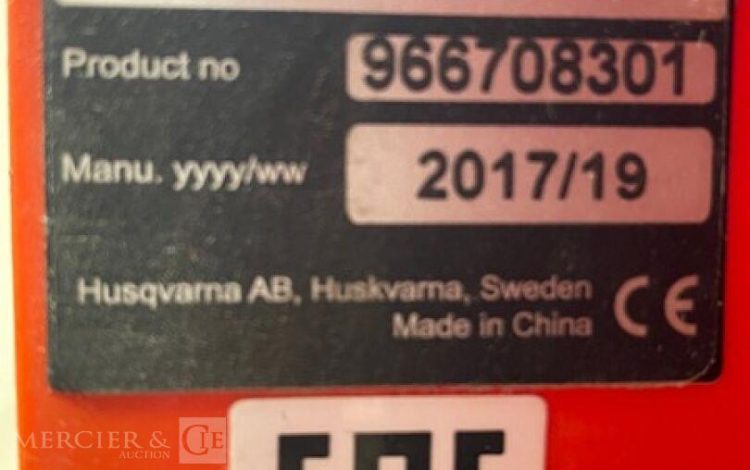 Product no 966708301
Manu. yyyy/ww 2017/19
Husqvarna AB, Huskvarna, Sweden
Made in China CE
MERCIER & CIE
AUCTION